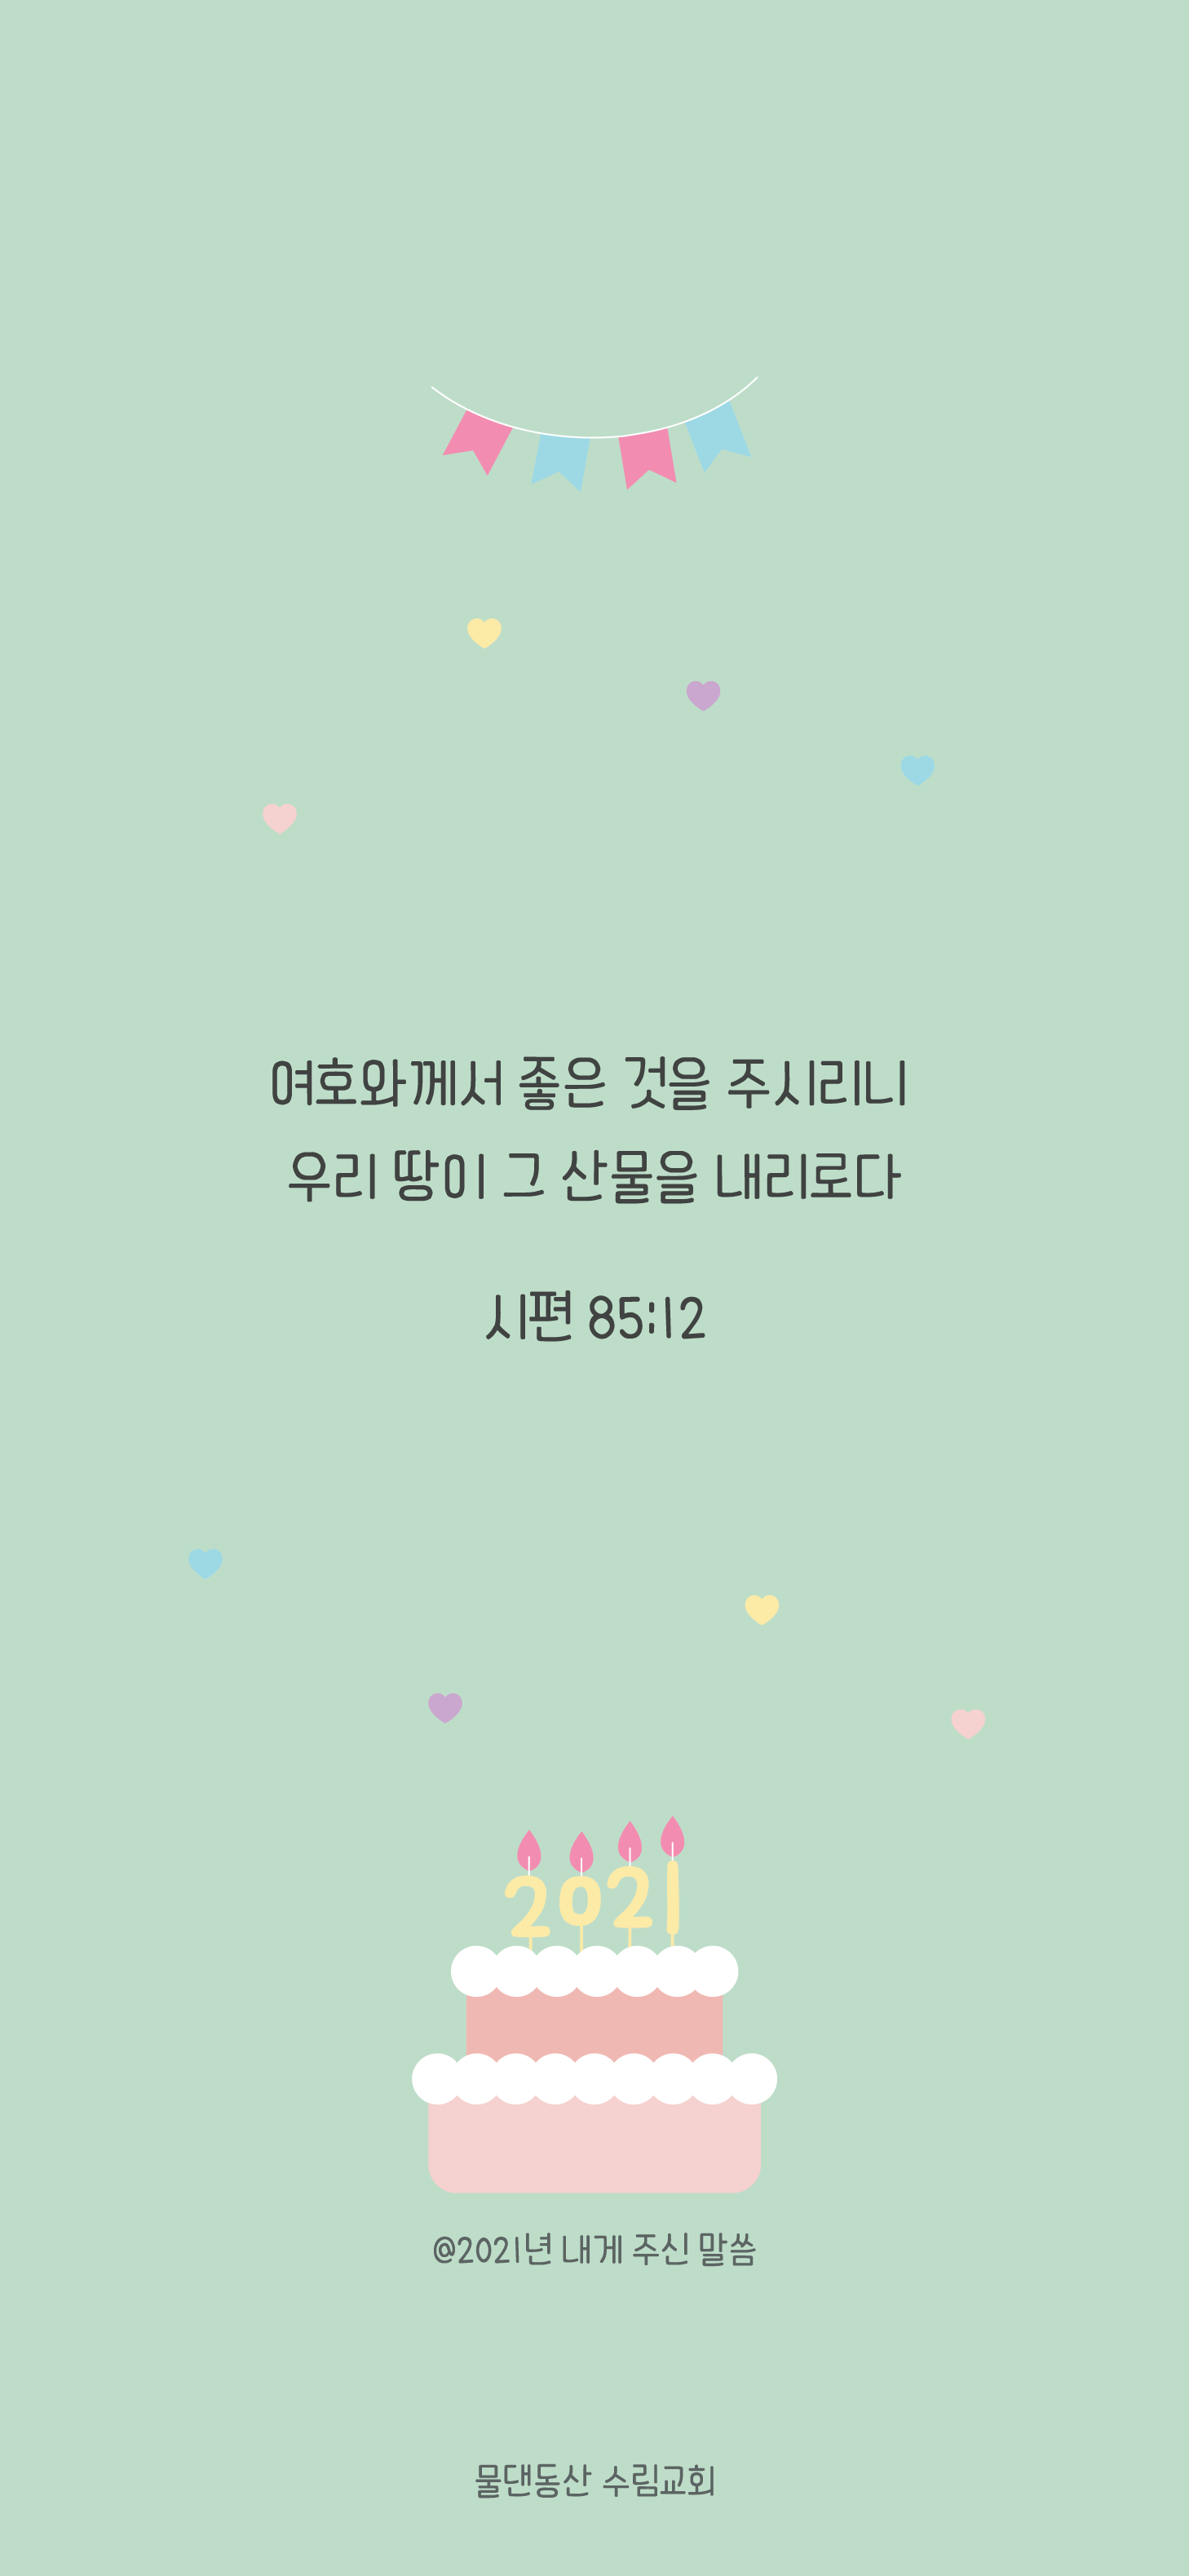 여호와께서 좋은 것을 주시리니
우리 땅이 그 산물을 내리로다
시편 85:12
2021
@2021년 내게 주신 말씀
물댄동산 수림교회